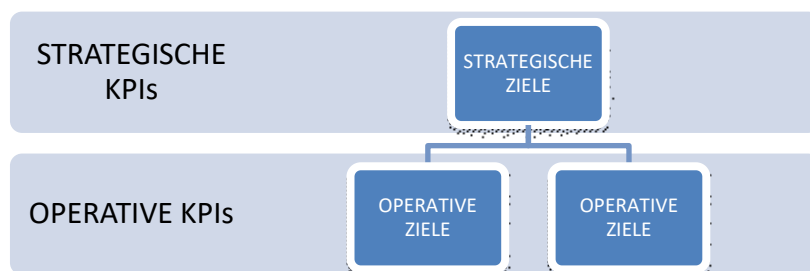 STRATEGISCHE
KPIs
STRATEGISCHE
ZIELE
OPERATIVE KPIs
OPERATIVE
ZIELE
OPERATIVE
ZIELE